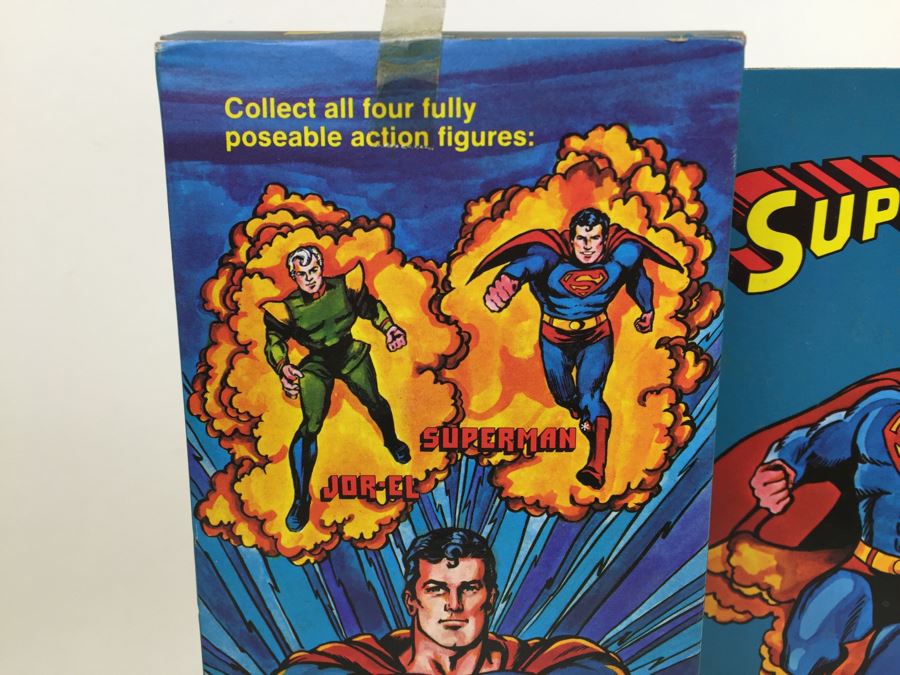 Collect all four fully
poseable action figures:
SUPERMAN*
JOR-EL
SUP